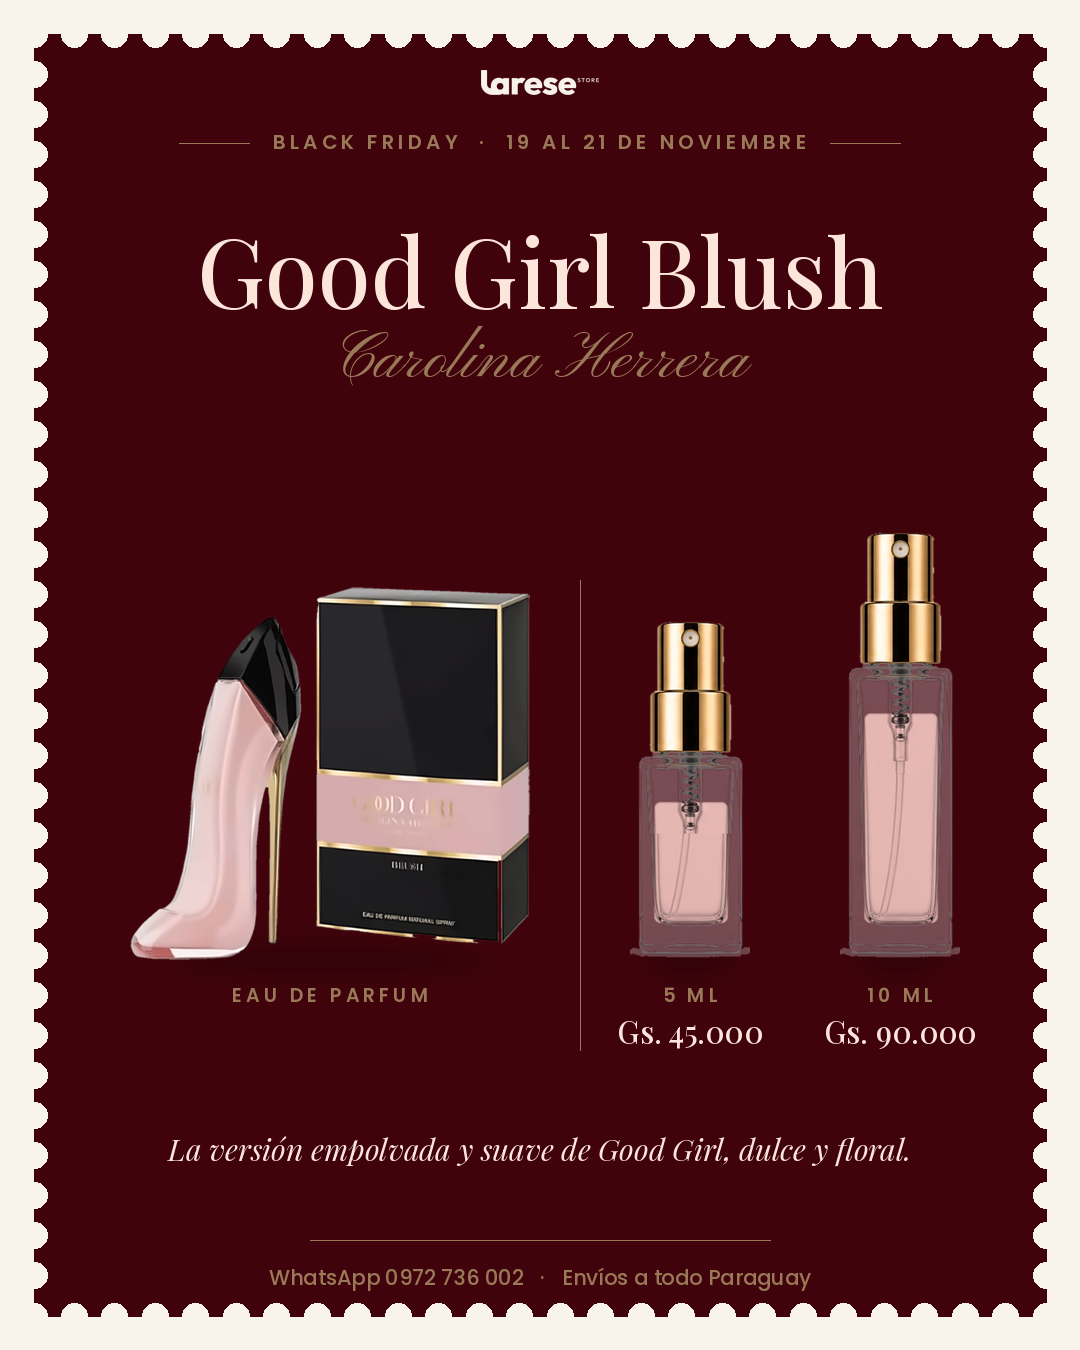 Larese STORE
BLACK FRIDAY · 19 AL 21 DE NOVIEMBRE
Good Girl Blush
Carolina Herrera
GOOD GIRL
BLUSH
EAU DE PARFUM NATURAL SPRAY
EAU DE PARFUM
5 ML
10 ML
Gs. 45.000
Gs. 90.000
La versión empolvada y suave de Good Girl, dulce y floral.
WhatsApp 0972 736 002 · Envíos a todo Paraguay